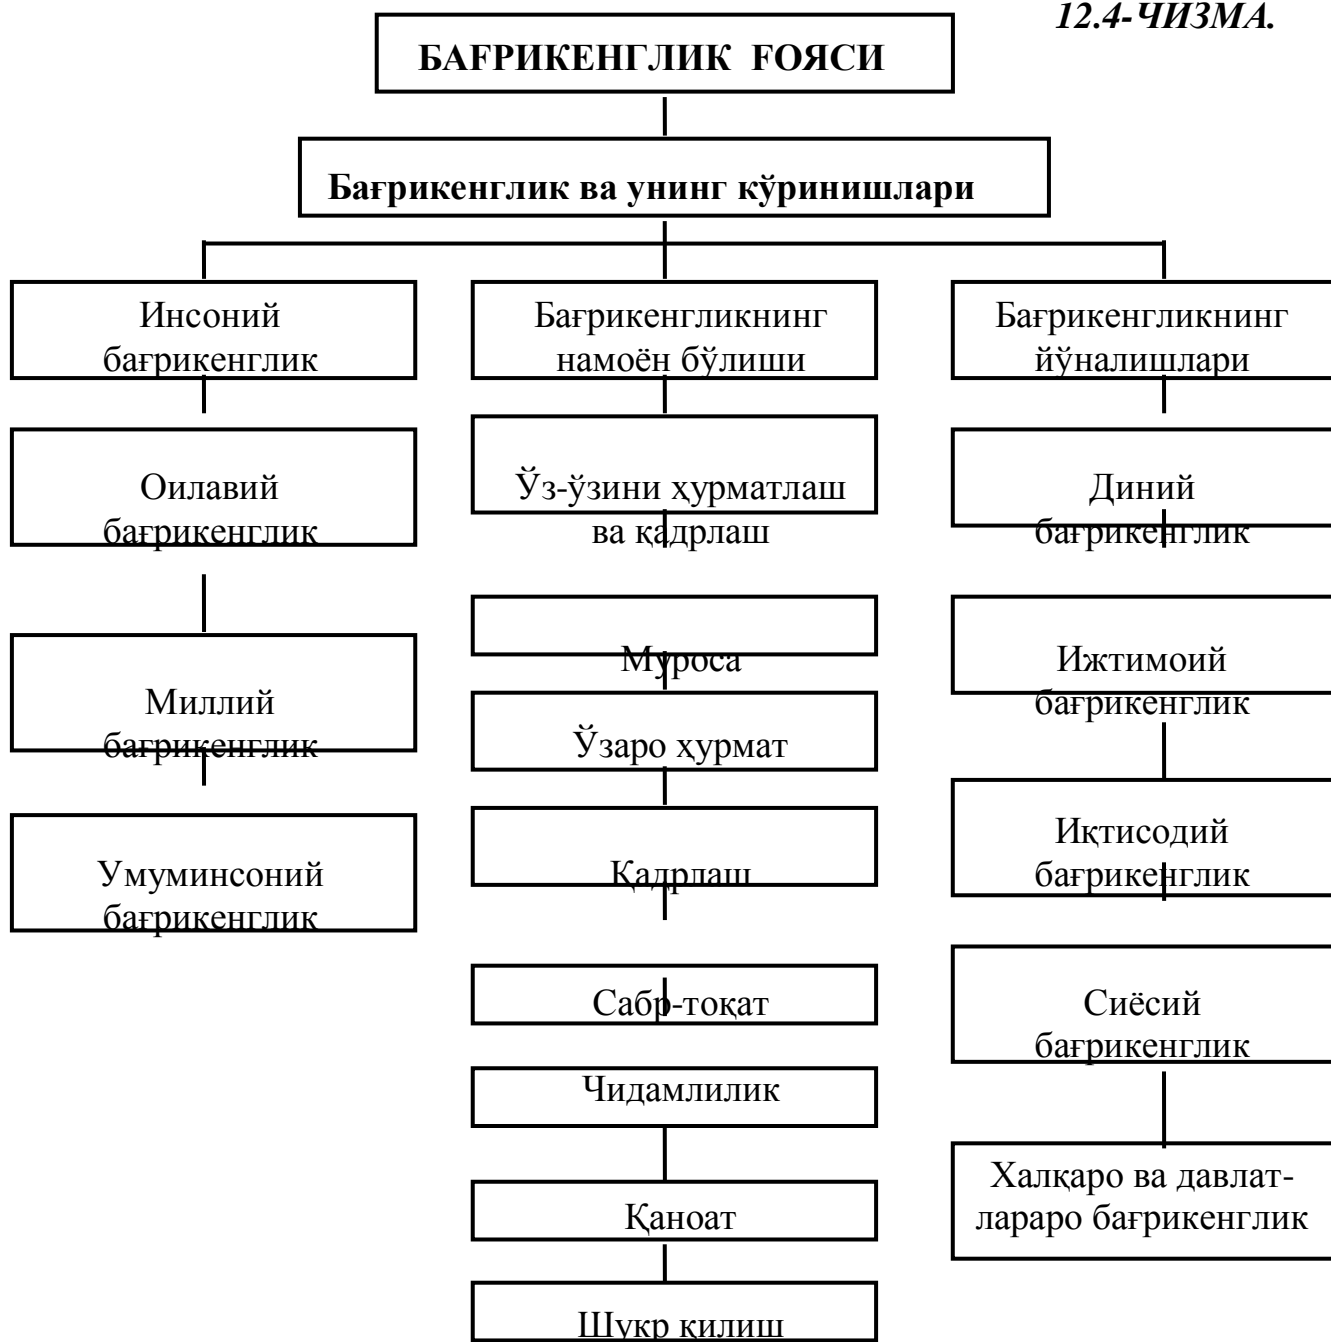 12.4-ЧИЗМА.
БАҒРИКЕНГЛИК ҒОЯСИ
Бағрикенглик ва унинг кўринишлари
Инсоний
бағрикенглик
Оилавий
бағрикенглик
Миллий
бағрикенглик
Умуминсоний
бағрикенглик
Бағрикенгликнинг
намоён бўлиши
Ўз-ўзини ҳурматлаш
ва қадрлаш
Муроса
Ўзаро ҳурмат
Қадрлаш
Сабр-тоқат
Чидамлилик
Қаноат
Шукр қилиш
Бағрикенгликнинг
йўналишлари
Диний
бағрикенглик
Ижтимоий
бағрикенглик
Иқтисодий
бағрикенглик
Сиёсий
бағрикенглик
Халқаро ва давлат-
лараро бағрикенглик